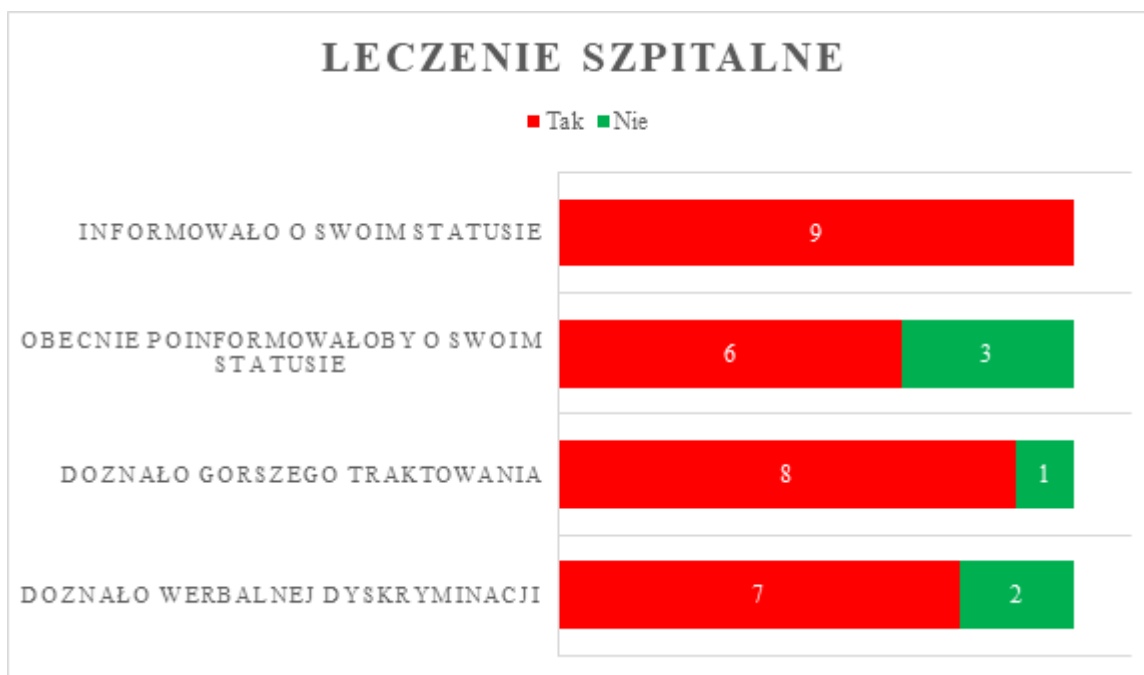 LECZENIE SZPITALNE
Tak Nie
INFORMOWAŁO O SWOIM STATUSIE
9
OBECNIE POINFORMOWAŁOBY O SWOIM
STATUSIE
6 3
DOZNAŁO GORSZEGO TRAKTOWANIA
8 1
DOZNAŁO WERBALNEJ DYSKRYMINACJI
7 2